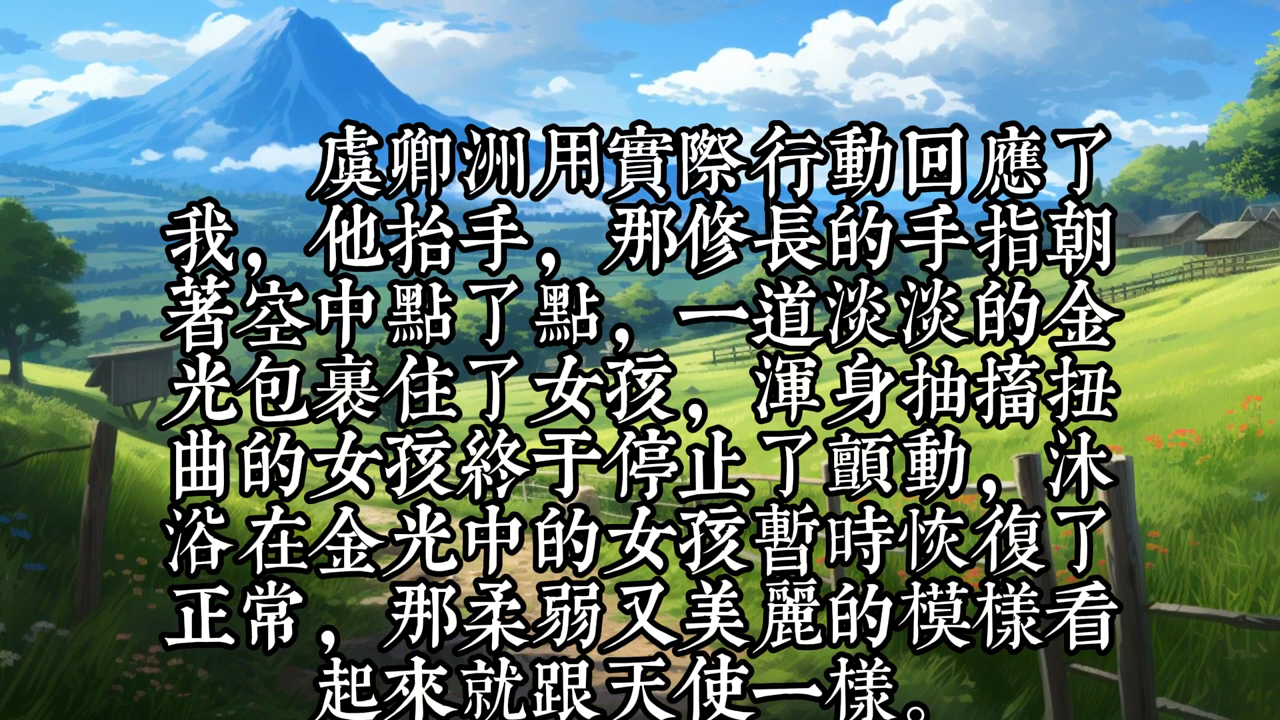 虞卿洲用實際行動回應了
我，他抬手，那修長的手指朝
著空中點了點，一道淡淡的金
光包裹住了女孩，渾身抽搐扭
曲的女孩終于停止了顫動，沐
浴在金光中的女孩暫時恢復了
正常，那柔弱又美麗的模樣看
起來就跟天使一樣。